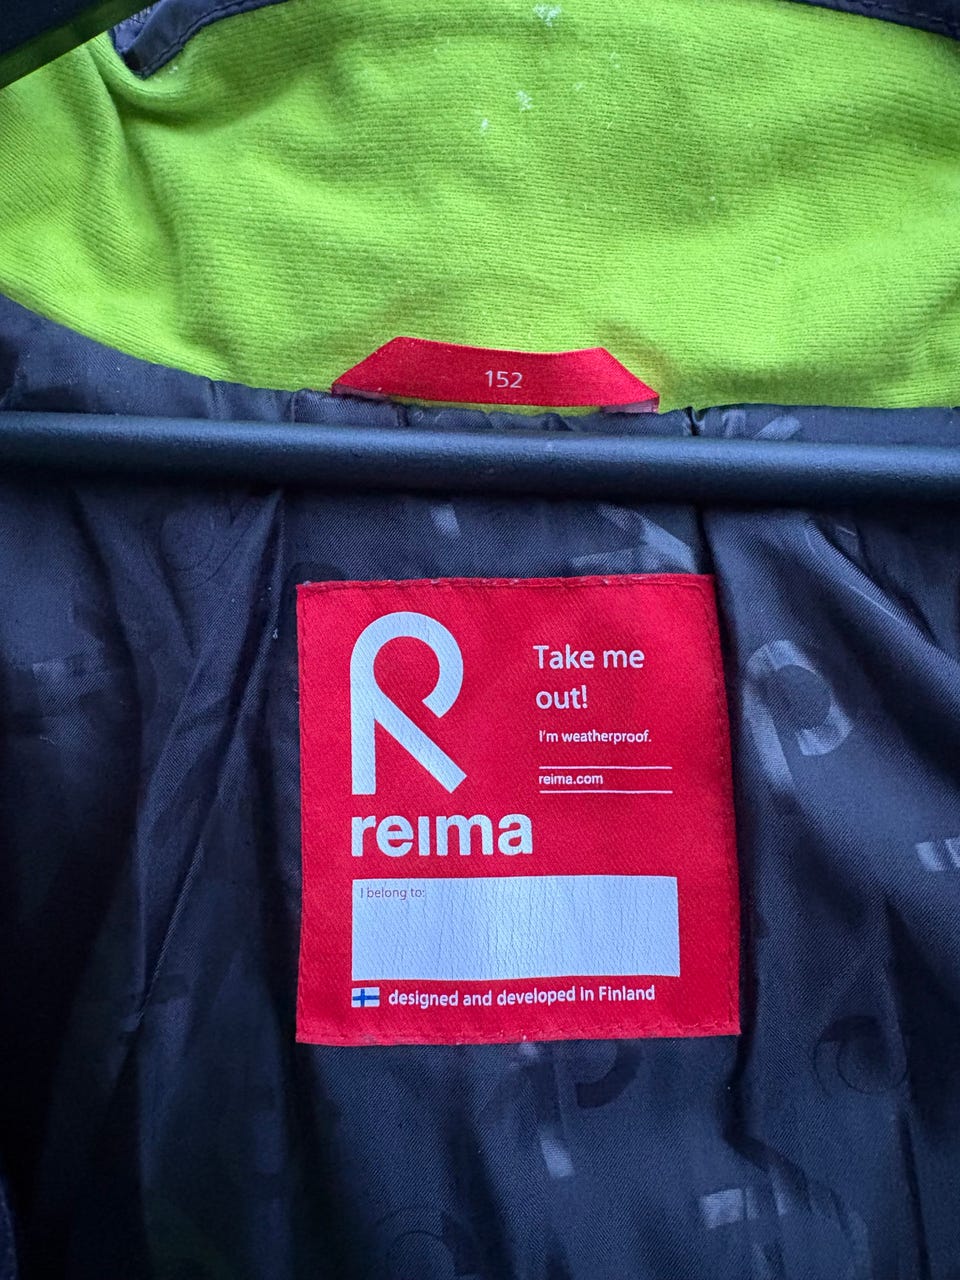 152
Take me
out!
I'm weatherproof.
reima.com
reima
I belong to:
designed and developed in Finland